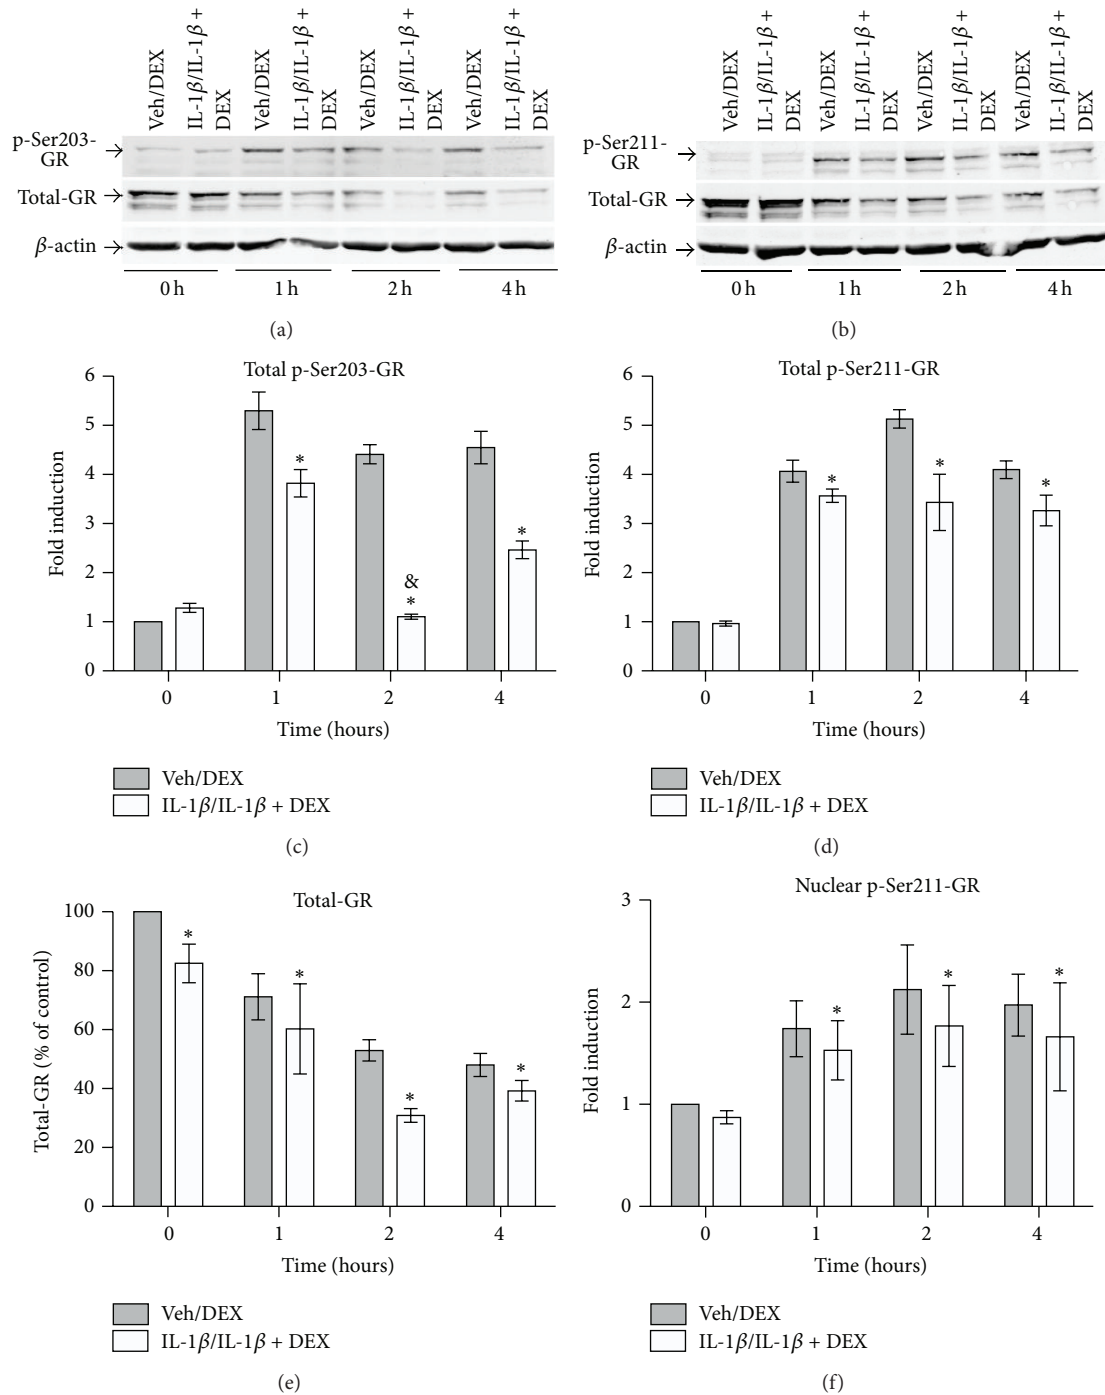 Veh/DEX
IL-1β/IL-1β +
DEX
Veh/DEX
IL-1β/IL-1β +
DEX
Veh/DEX
IL-1β/IL-1β +
DEX
Veh/DEX
IL-1β/IL-1β +
DEX
p-Ser203-
GR
Total-GR
β-actin
0 h 1 h 2 h 4 h
(a)
Veh/DEX
IL-1β/IL-1β +
DEX
Veh/DEX
IL-1β/IL-1β +
DEX
Veh/DEX
IL-1β/IL-1β +
DEX
Veh/DEX
IL-1β/IL-1β +
DEX
p-Ser211-
GR
Total-GR
β-actin
0 h 1 h 2 h 4 h
(b)
Total p-Ser203-GR
Fold induction
6
5
4
3
2
1
0
*
&
*
*
0 1 2 4
Time (hours)
Veh/DEX
IL-1β/IL-1β + DEX
(c)
Total p-Ser211-GR
Fold induction
6
5
4
3
2
1
0
*
*
*
0 1 2 4
Time (hours)
Veh/DEX
IL-1β/IL-1β + DEX
(d)
Total-GR
Total-GR (% of control)
100
80
60
40
20
0
*
*
*
*
0 1 2 4
Time (hours)
Veh/DEX
IL-1β/IL-1β + DEX
(e)
Nuclear p-Ser211-GR
Fold induction
3
2
1
0
*
*
*
0 1 2 4
Time (hours)
Veh/DEX
IL-1β/IL-1β + DEX
(f)